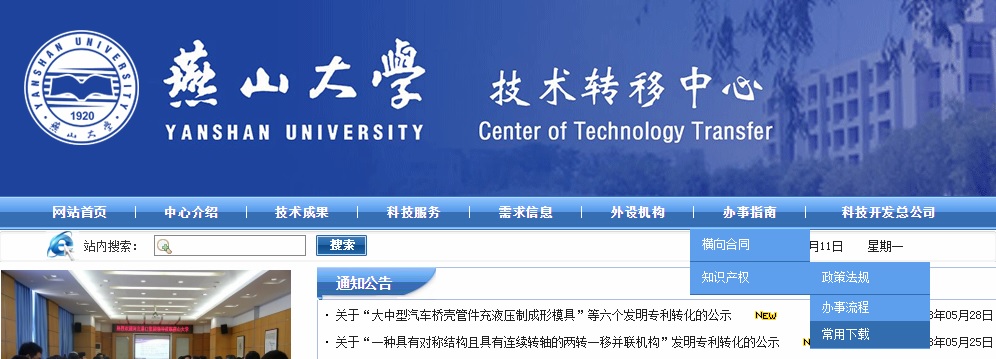 YANSHAN UNIVERSITY
1920
燕山大学
燕山大學
YANSHAN UNIVERSITY
技术转移中心
Center of Technology Transfer
网站首页 中心介绍 技术成果 科技服务 需求信息 外设机构 办事指南 科技开发总公司
站内搜索： 搜索 月11日 星期一
横向合同
知识产权
政策法规
办事流程
常用下载
通知公告
· 关于“大中型汽车桥壳管件充液压制成形模具”等六个发明专利转化的公示 NEW 8年05月28日
· 关于“一种具有对称结构且具有连续转轴的两转一移并联机构”发明专利转化的公示 8年05月25日